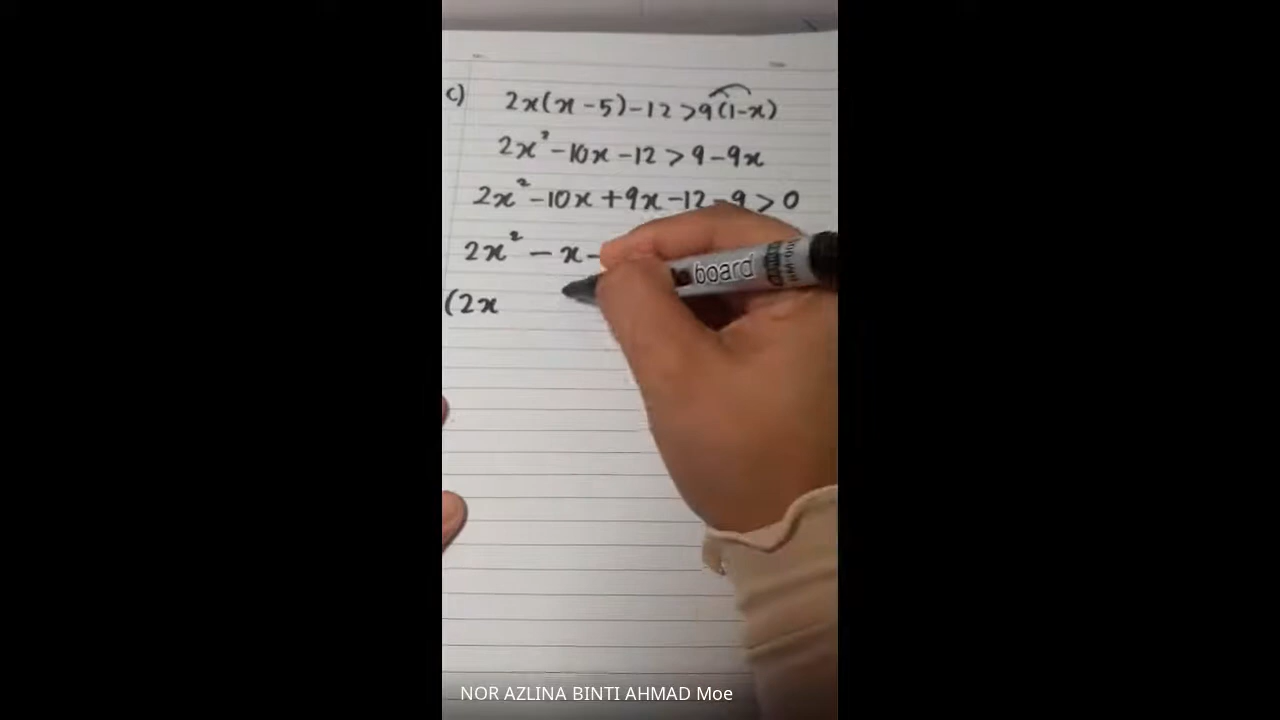 c) 2x(x-5)-12>9(1-x)
2x²-10x-12>9-9x
2x²-10x+9x-12-9>0
2x²-x-
(2x
board
NOR AZLINA BINTI AHMAD Moe